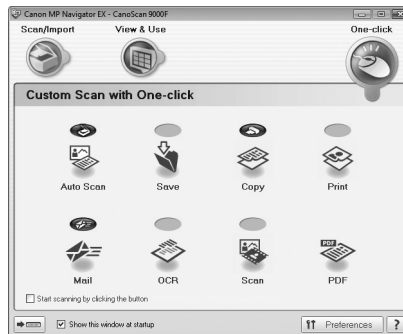 Canon MP Navigator EX - CanoScan 9000F
Scan/Import View & Use One-click
Custom Scan with One-click
Auto Scan Save Copy Print
PDF
Mail OCR Scan PDF
Start scanning by clicking the button
Show this window at startup Preferences ?